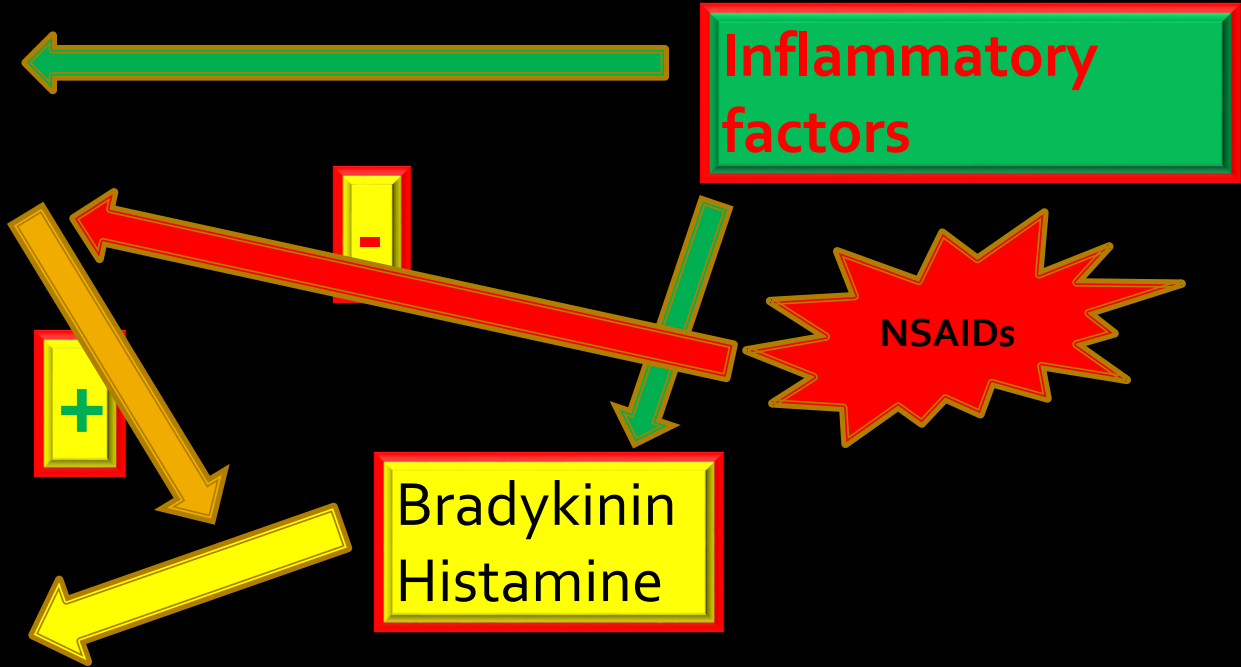 Inflammatory
factors
-
NSAIDs
+
Bradykinin
Histamine